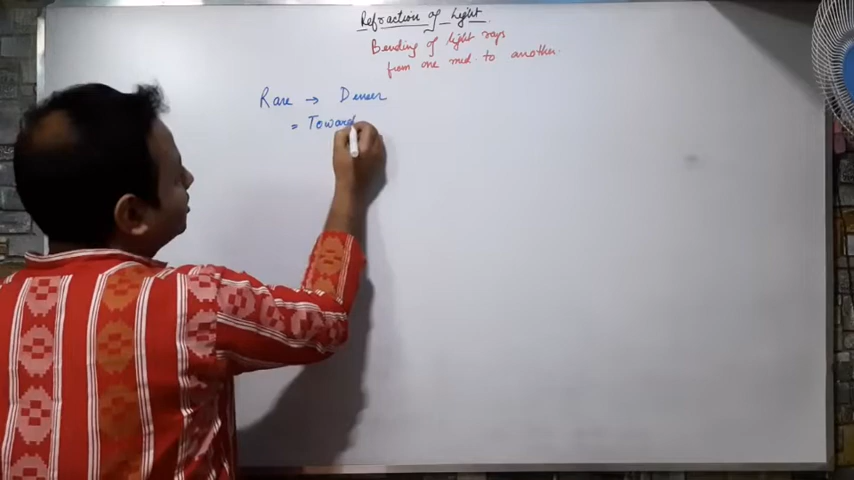 Refraction of Light
Bending of light rays
from one med. to another.
Rare → Denser
= Toward